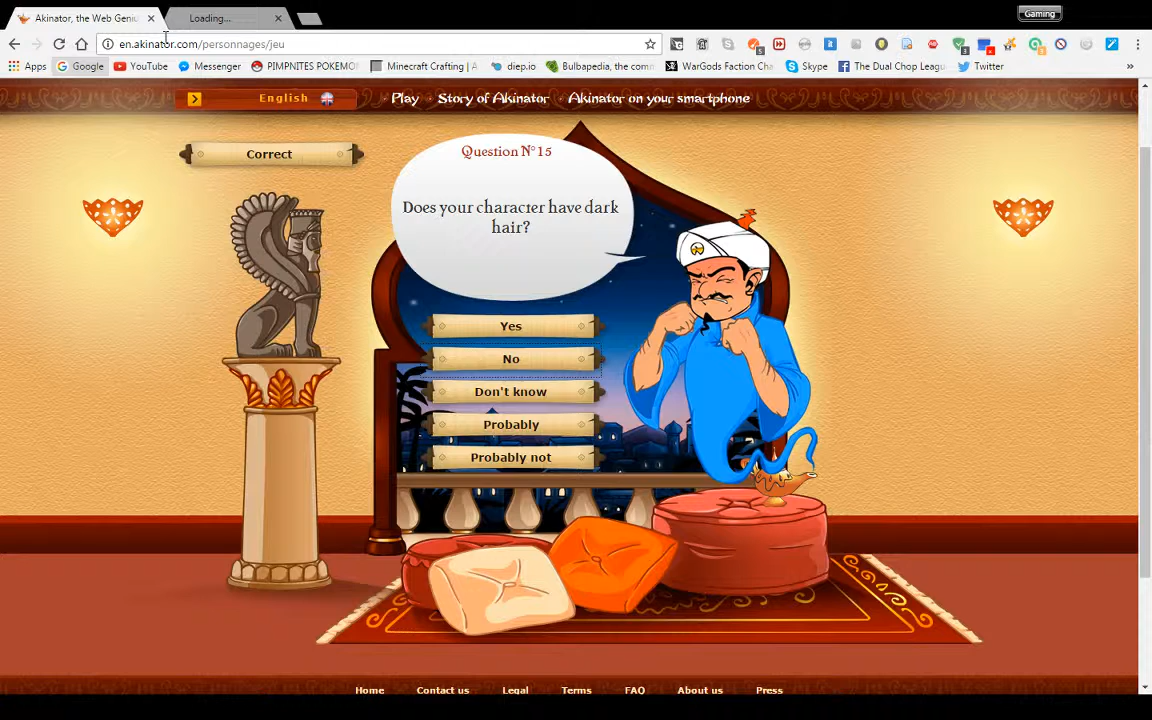 Akinator, the Web Geni
Loading...
Gaming
en.akinator.com/personnages/jeu
Apps
Google
YouTube
Messenger
PIMPNITES POKEMO
Minecraft Crafting |
diep.io
Bulbapedia, the com
WarGods Faction Cha
Skype
The Dual Chop Leag
Twitter
»
English
Play · Story of Akinator · Akinator on your smartphone
Correct
Question N°15
Does your character have dark
hair?
Yes
No
Don't know
Probably
Probably not
Home
Contact us
Legal
Terms
FAQ
About us
Press